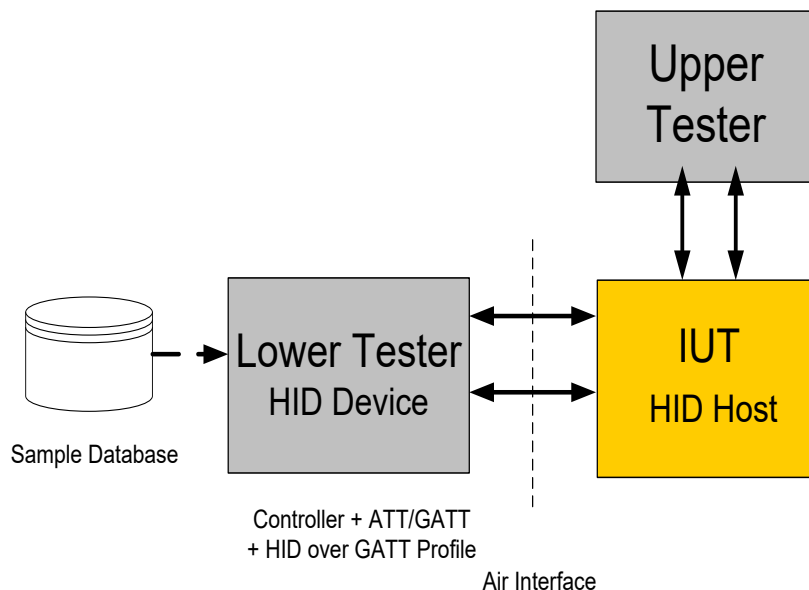 Upper
Tester
Lower Tester
HID Device
IUT
HID Host
Sample Database
Controller + ATT/GATT
+ HID over GATT Profile
Air Interface